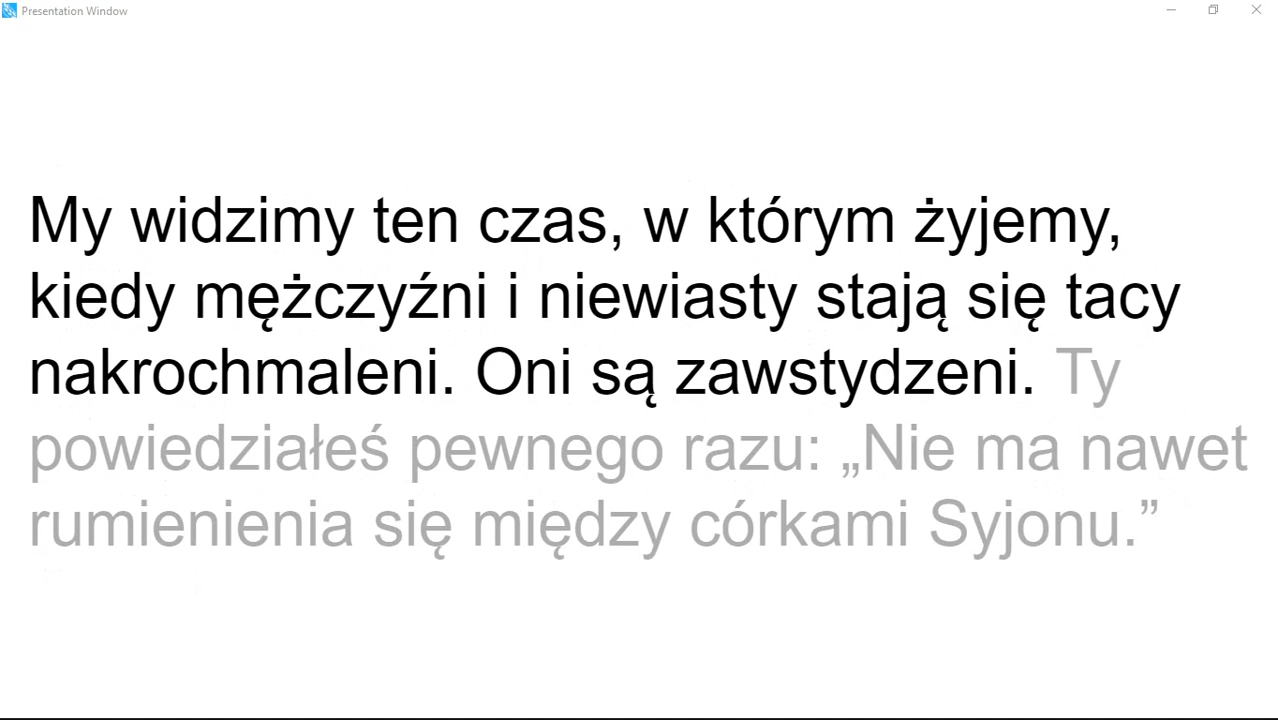 Presentation Window
My widzimy ten czas, w którym żyjemy,
kiedy mężczyźni i niewiasty stają się tacy
nakrochmaleni. Oni są zawstydzeni. Ty
powiedziałeś pewnego razu: „Nie ma nawet
rumienienia się między córkami Syjonu.”